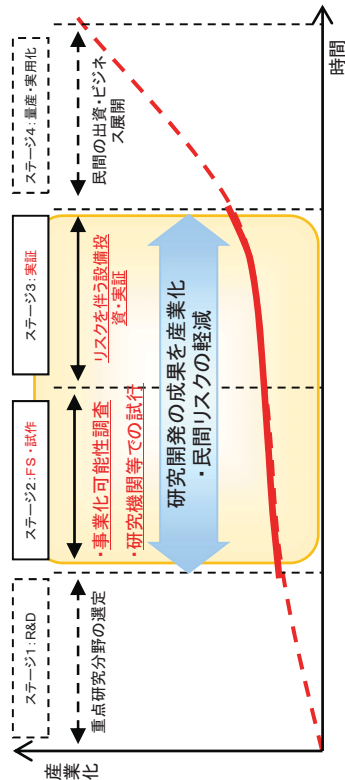 産業化
ステージ1:R&D
ステージ2:FS・試作
ステージ3:実証
ステージ4:量産・実用化
重点研究分野の選定
・事業化可能性調査
・研究機関等での試行
リスクを伴う設備投
資・実証
民間の出資・ビジネ
ス展開
研究開発の成果を産業化
・民間リスクの軽減
時間